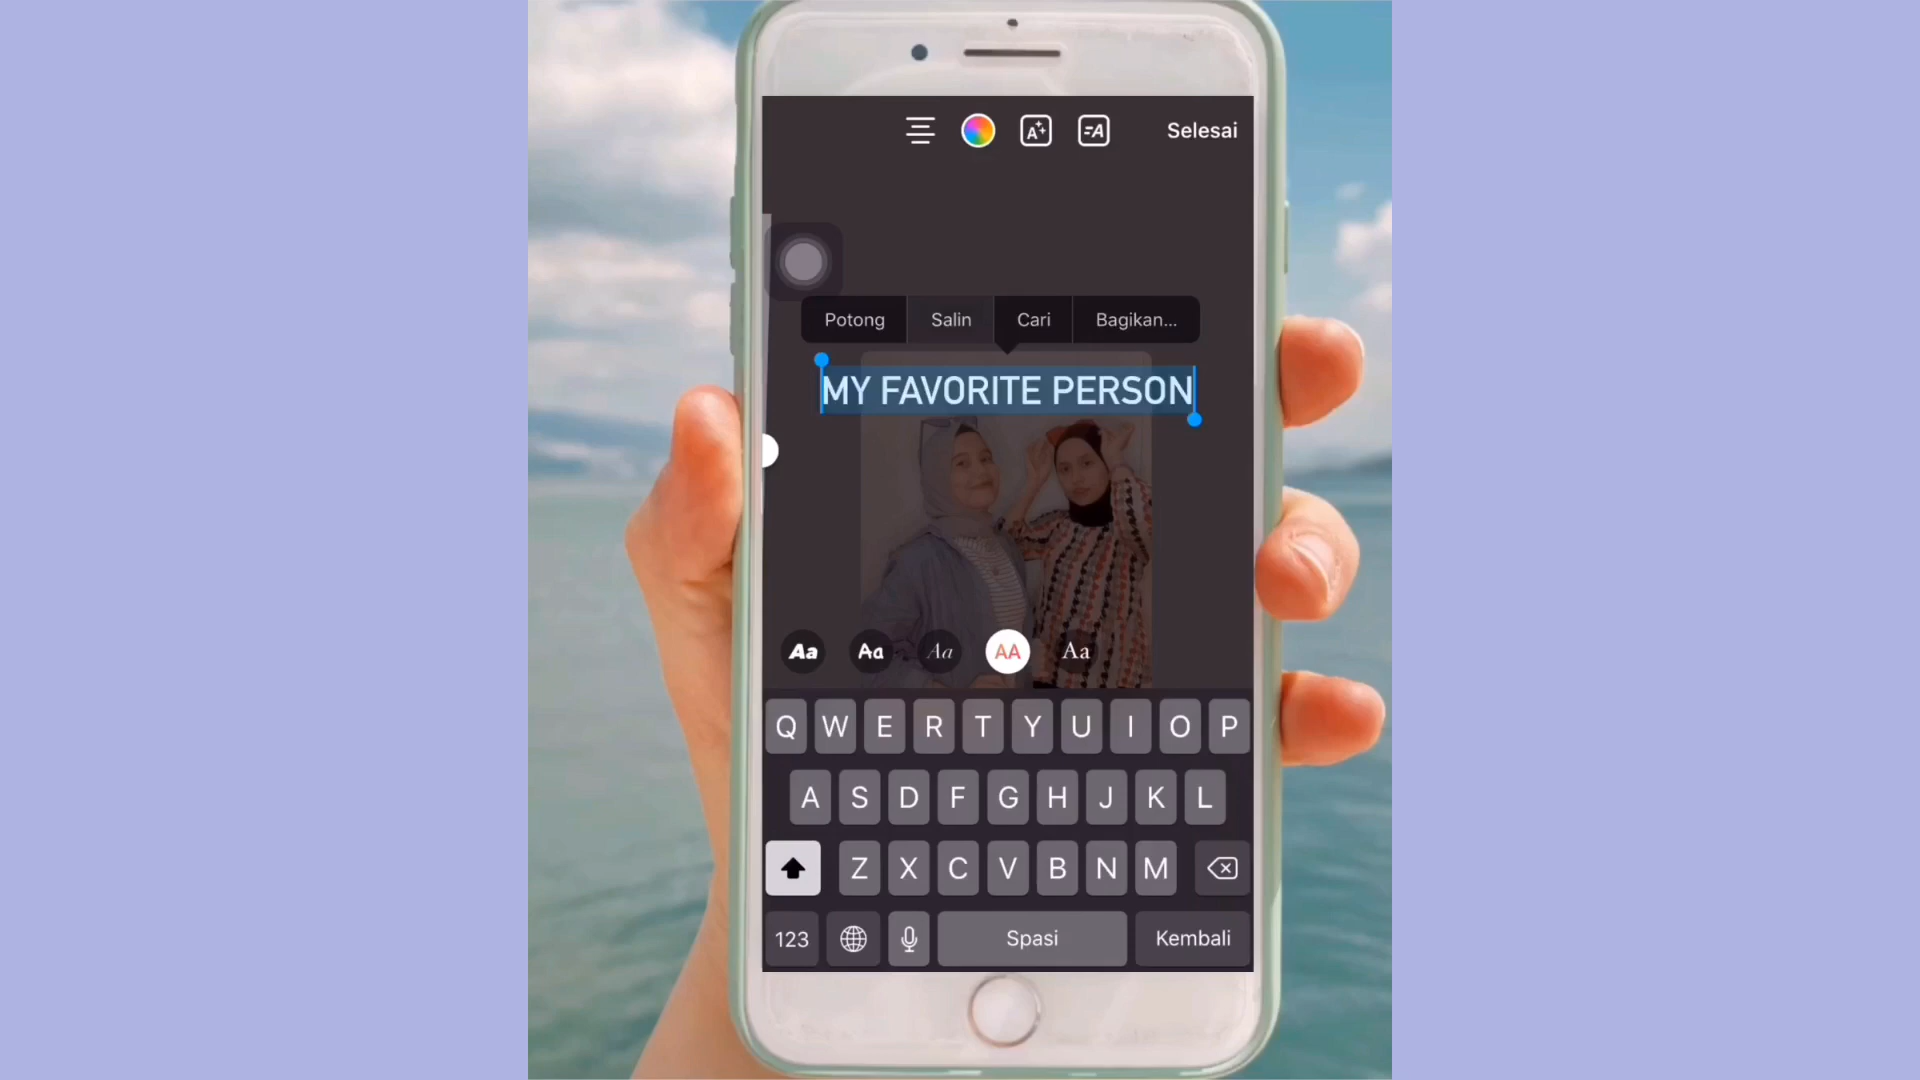 Selesai
Potong Salin Cari Bagikan...
MY FAVORITE PERSON
Aa Aa Aa AA Aa
Q W E R T Y U I O P
A S D F G H J K L
Z X C V B N M
123 Spasi Kembali